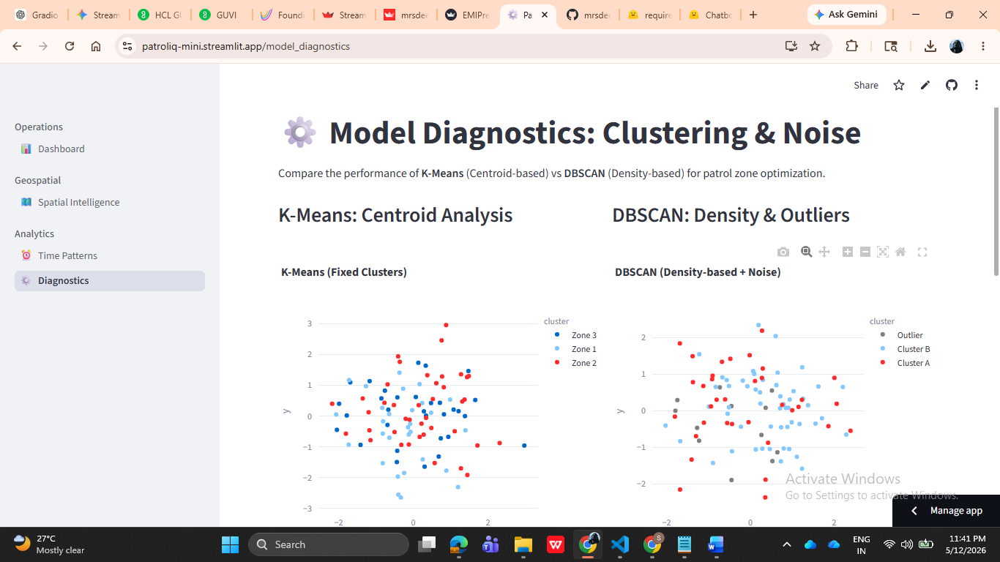 Gradio
Stream
HCL GU
GUVI
Foundi
Stream
mrsdee
EMIPre
Pa
mrsdee
require
Chatbo
Ask Gemini
patroliq-mini.streamlit.app/model_diagnostics
Share
Operations
Dashboard
Geospatial
Spatial Intelligence
Analytics
Time Patterns
Diagnostics
Model Diagnostics: Clustering & Noise
Compare the performance of K-Means (Centroid-based) vs DBSCAN (Density-based) for patrol zone optimization.
K-Means: Centroid Analysis
K-Means (Fixed Clusters)
cluster
Zone 3
Zone 1
Zone 2
y
3
2
1
0
−1
−2
−3
−2
0
2
DBSCAN: Density & Outliers
DBSCAN (Density-based + Noise)
cluster
Outlier
Cluster B
Cluster A
y
2
1
0
−1
−2
−2
0
2
Activate Windows
Go to Settings to activate Windows.
Manage app
27°C
Mostly clear
Search
S
ENG
IN
11:41 PM
5/12/2026